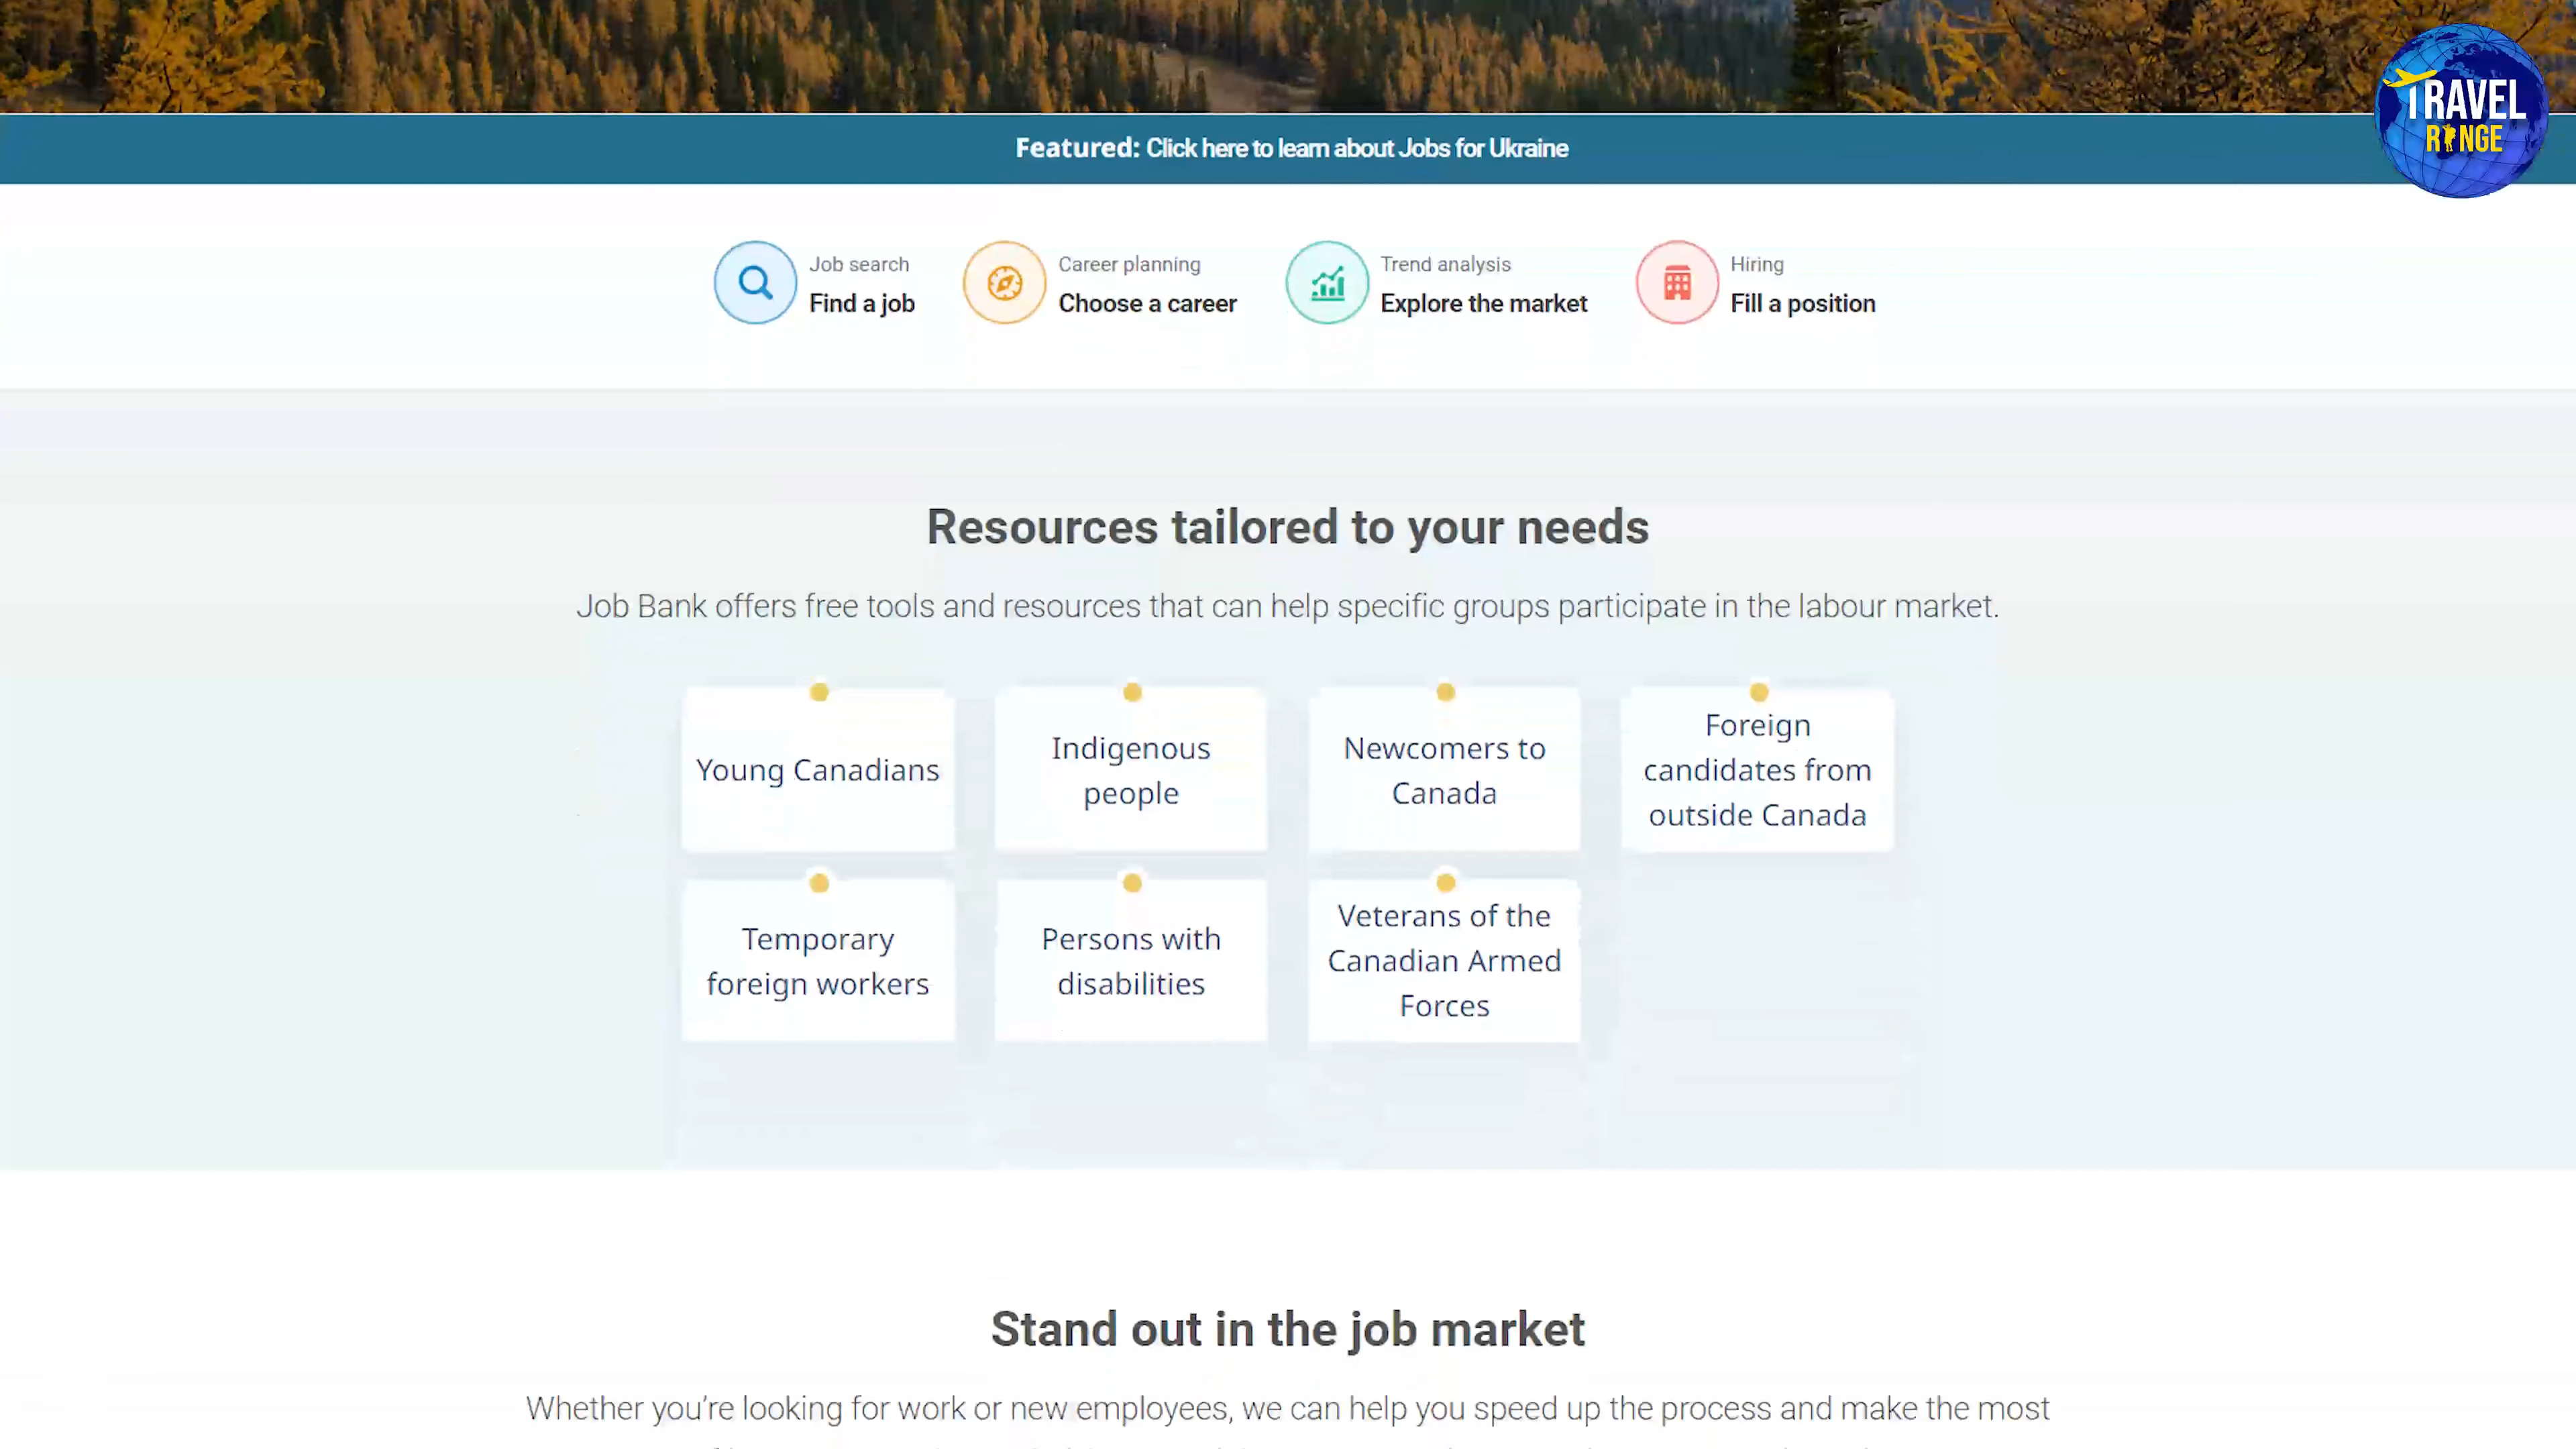 TRAVEL
RANGE
Featured: Click here to learn about Jobs for Ukraine
Job search
Find a job
Career planning
Choose a career
Trend analysis
Explore the market
Hiring
Fill a position
Resources tailored to your needs
Job Bank offers free tools and resources that can help specific groups participate in the labour market.
Young Canadians
Indigenous
people
Newcomers to
Canada
Foreign
candidates from
outside Canada
Temporary
foreign workers
Persons with
disabilities
Veterans of the
Canadian Armed
Forces
Stand out in the job market
Whether you’re looking for work or new employees, we can help you speed up the process and make the most